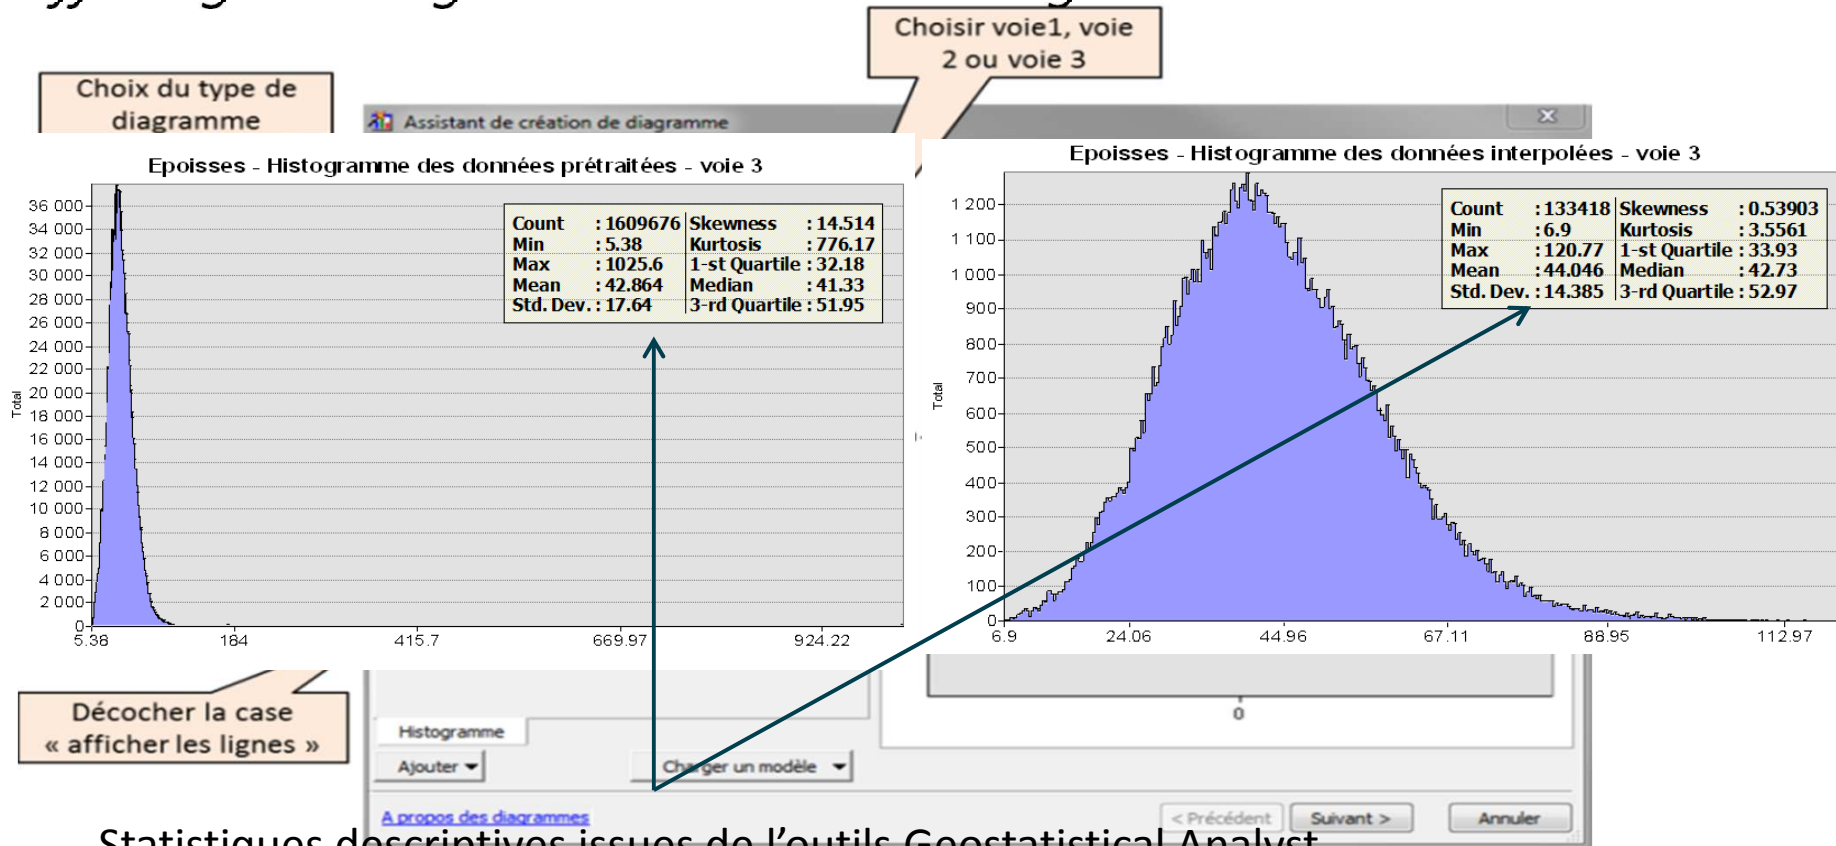 Choisir voie1, voie
2 ou voie 3
Choix du type de
diagramme
Assistant de création de diagramme
Epoisses - Histogramme des données prétraitées - voie 3
Count : 1609676 Skewness : 14.514
Min : 5.38 Kurtosis : 776.17
Max : 1025.6 1-st Quartile : 32.18
Mean : 42.864 Median : 41.33
Std. Dev. : 17.64 3-rd Quartile : 51.95
36 000
34 000
32 000
30 000
28 000
26 000
24 000
22 000
20 000
18 000
16 000
14 000
12 000
10 000
8 000
6 000
4 000
2 000
0
Total
5.38 184 415.7 669.97 924.22
Epoisses - Histogramme des données interpolées - voie 3
Count : 133418 Skewness : 0.53903
Min : 6.9 Kurtosis : 3.5561
Max : 120.77 1-st Quartile : 33.93
Mean : 44.046 Median : 42.73
Std. Dev. : 14.385 3-rd Quartile : 52.97
1 200
1 100
1 000
900
800
700
600
500
400
300
200
100
0
Total
6.9 24.06 44.96 67.11 88.95 112.97
Décocher la case
« afficher les lignes »
0
Histogramme
Ajouter Charger un modèle
A propos des diagrammes
< Précédent Suivant > Annuler
Statistiques descriptives issues de l'outils Geostatistical Analyst